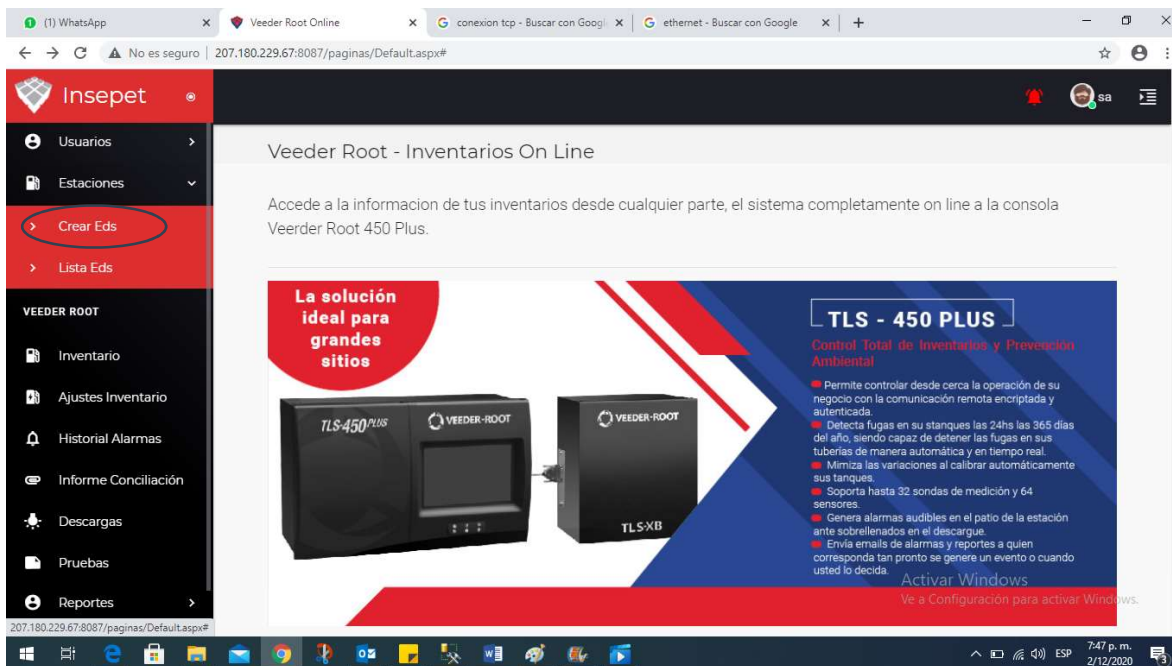 (1) WhatsApp
Veeder Root Online
conexion tcp - Buscar con Googl
ethernet - Buscar con Google
No es seguro | 207.180.229.67:8087/paginas/Default.aspx#
Insepet
sa
Usuarios
Estaciones
Crear Eds
Lista Eds
VEEDER ROOT
Inventario
Ajustes Inventario
Historial Alarmas
Informe Conciliación
Descargas
Pruebas
Reportes
207.180.229.67:8087/paginas/Default.aspx#
Veeder Root - Inventarios On Line
Accede a la informacion de tus inventarios desde cualquier parte, el sistema completamente on line a la consola
Veerder Root 450 Plus.
La solución
ideal para
grandes
sitios
TLS-450 PLUS
VEEDER-ROOT
VEEDER-ROOT
TLS-XB
TLS - 450 PLUS
Control Total de Inventarios y Prevención
Ambiental
Permite controlar desde cerca la operación de su
negocio con la comunicación remota encriptada y
autenticada.
Detecta fugas en su stanques las 24hs las 365 días
del año, siendo capaz de detener las fugas en sus
tuberías de manera automática y en tiempo real.
Mimiza las variaciones al calibrar automáticamente
sus tanques.
Soporta hasta 32 sondas de medición y 64
sensores.
Genera alarmas audibles en el patio de la estación
ante sobrellenados en el descargue.
Envía emails de alarmas y reportes a quien
corresponda tan pronto se genere un evento o cuando
usted lo decida.
Activar Windows
Ve a Configuración para activar Windows.
ESP
7:47 p. m.
2/12/2020